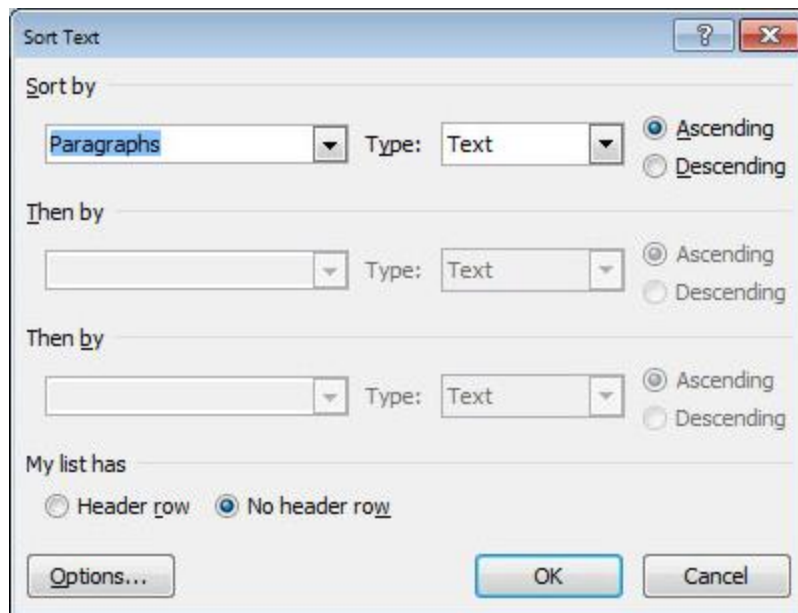 Sort Text
Sort by
Paragraphs Type: Text Ascending
Descending
Then by
Type: Text Ascending
Descending
Then by
Type: Text Ascending
Descending
My list has
Header row No header row
Options... OK Cancel